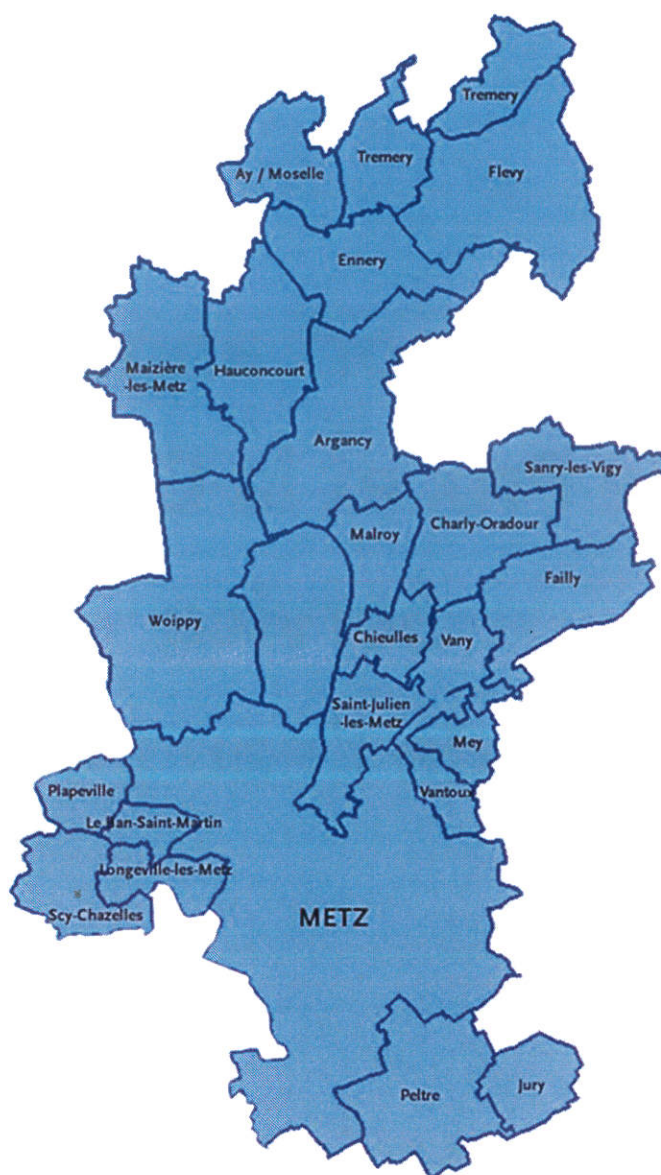 Tremery
Tremery
Ay / Moselle
Flevy
Ennery
Maizière
-les-Metz
Hauconcourt
Argancy
Sanry-les-Vigy
Charly-Oradour
Malroy
Failly
Woippy
Chieulles
Vany
Saint-Julien
-les-Metz
Mey
Plapeville
Vantoux
Le Ban-Saint-Martin
Longeville-les-Metz
Scy-Chazelles
METZ
Peltre
Jury